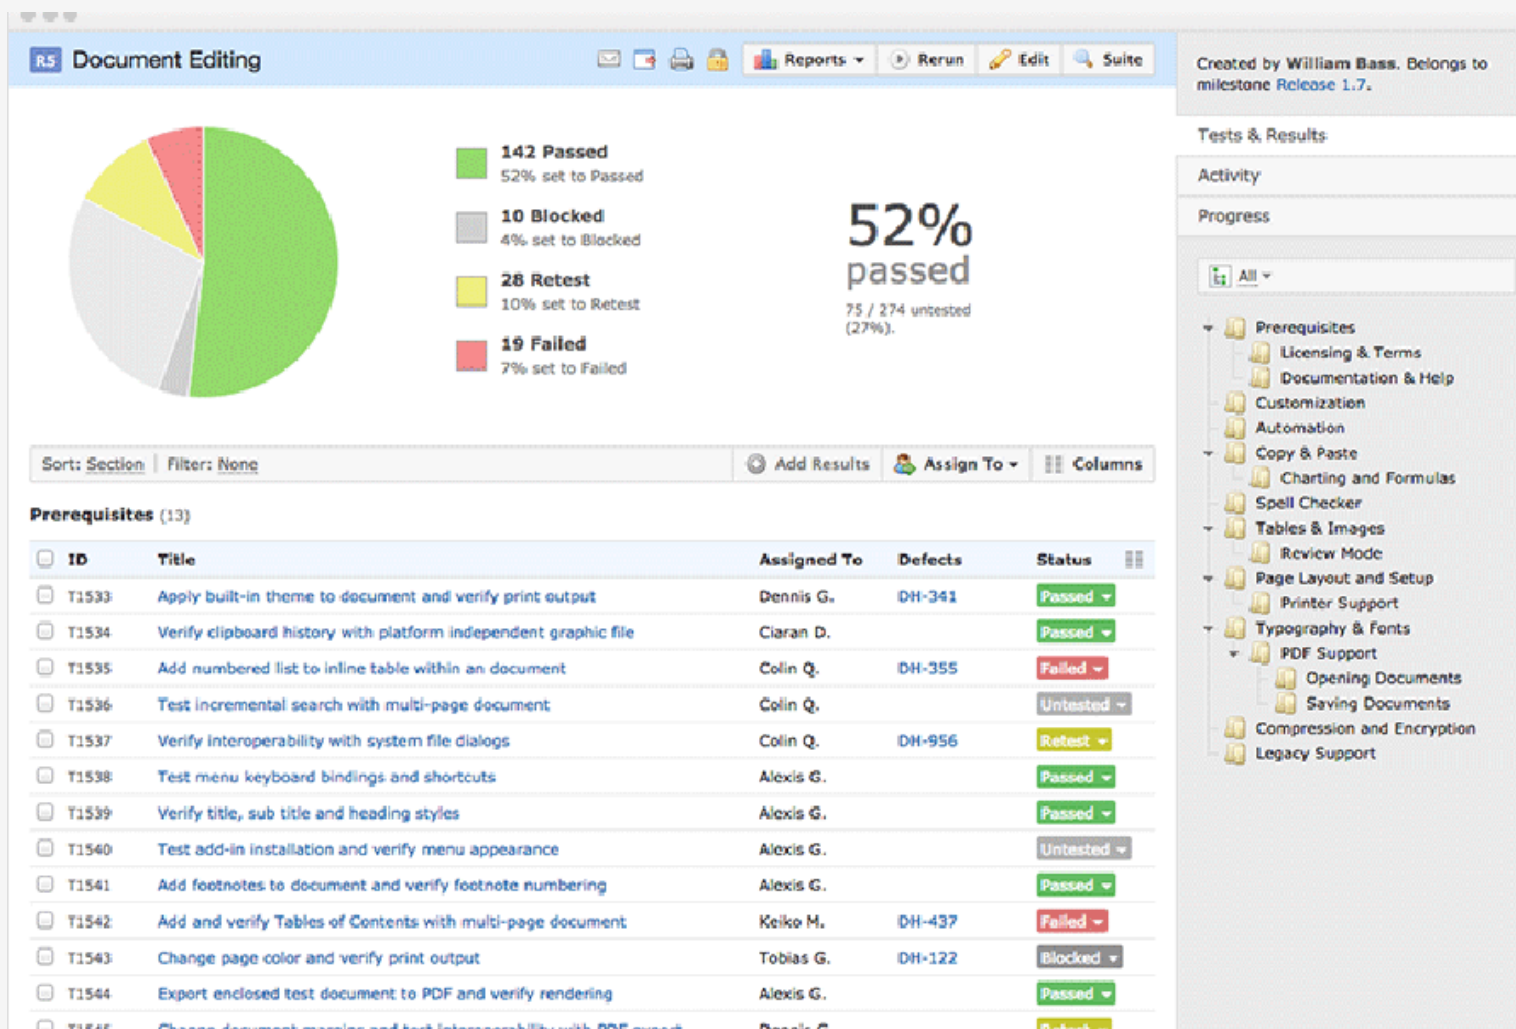 R5 Document Editing
Reports Rerun Edit Suite
Created by William Bass. Belongs to
milestone Release 1.7.
Tests & Results
Activity
Progress
All
142 Passed
52% set to Passed
10 Blocked
4% set to Blocked
28 Retest
10% set to Retest
19 Failed
7% set to Failed
52%
passed
75 / 274 untested
(27%).
Prerequisites
Licensing & Terms
Documentation & Help
Customization
Automation
Copy & Paste
Charting and Formulas
Spell Checker
Tables & Images
Review Mode
Page Layout and Setup
Printer Support
Typography & Fonts
PDF Support
Opening Documents
Saving Documents
Compression and Encryption
Legacy Support
Sort: Section Filter: None Add Results Assign To Columns
Prerequisites (13)
ID Title Assigned To Defects Status
T1533 Apply built-in theme to document and verify print output Dennis G. DH-341 Passed
T1534 Verify clipboard history with platform independent graphic file Ciaran D. Passed
T1535 Add numbered list to inline table within an document Colin Q. DH-355 Failed
T1536 Test incremental search with multi-page document Colin Q. Untested
T1537 Verify interoperability with system file dialogs Colin Q. DH-956 Retest
T1538 Test menu keyboard bindings and shortcuts Alexis G. Passed
T1539 Verify title, sub title and heading styles Alexis G. Passed
T1540 Test add-in installation and verify menu appearance Alexis G. Untested
T1541 Add footnotes to document and verify footnote numbering Alexis G. Passed
T1542 Add and verify Tables of Contents with multi-page document Keiko M. DH-437 Failed
T1543 Change page color and verify print output Tobias G. DH-122 Blocked
T1544 Export enclosed test document to PDF and verify rendering Alexis G. Passed